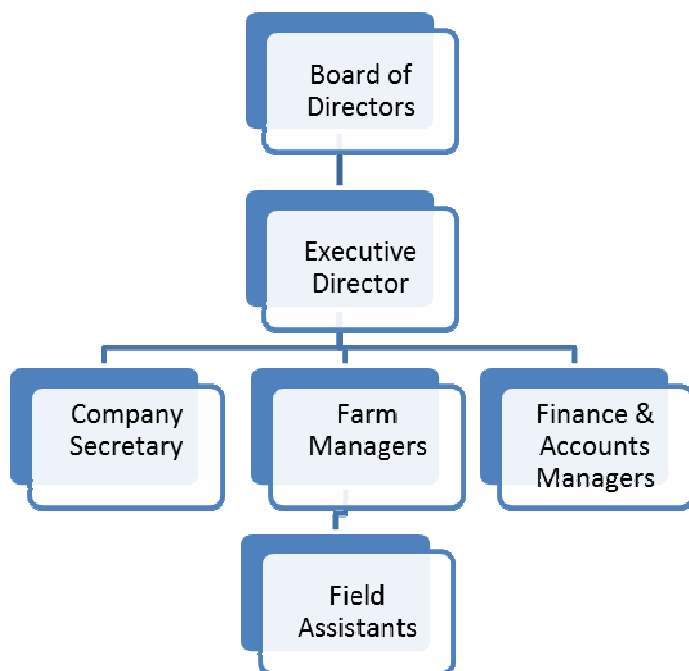 Board of
Directors
Executive
Director
Company
Secretary
Farm
Managers
Finance &
Accounts
Managers
Field
Assistants